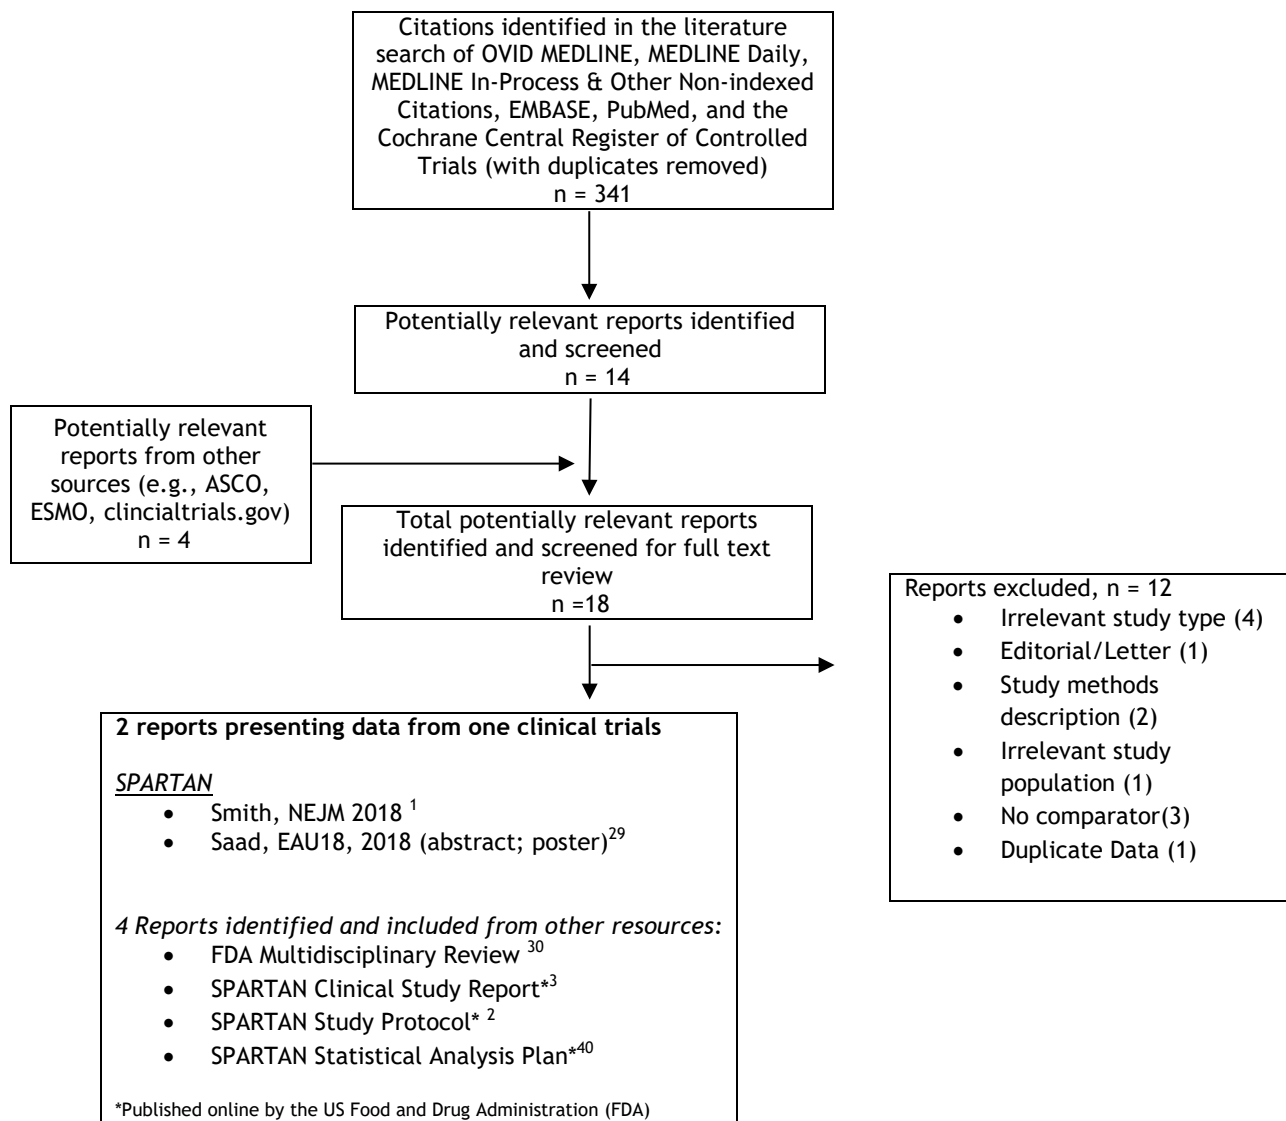 Citations identified in the literature
search of OVID MEDLINE, MEDLINE Daily,
MEDLINE In-Process & Other Non-indexed
Citations, EMBASE, PubMed, and the
Cochrane Central Register of Controlled
Trials (with duplicates removed)
n = 341
Potentially relevant reports identified
and screened
n = 14
Potentially relevant
reports from other
sources (e.g., ASCO,
ESMO, clincialtrials.gov)
n = 4
Total potentially relevant reports
identified and screened for full text
review
n =18
Reports excluded, n = 12
• Irrelevant study type (4)
• Editorial/Letter (1)
• Study methods
description (2)
• Irrelevant study
population (1)
• No comparator(3)
• Duplicate Data (1)
2 reports presenting data from one clinical trials
SPARTAN
• Smith, NEJM 2018 1
• Saad, EAU18, 2018 (abstract; poster)29
4 Reports identified and included from other resources:
• FDA Multidisciplinary Review 30
• SPARTAN Clinical Study Report*3
• SPARTAN Study Protocol* 2
• SPARTAN Statistical Analysis Plan*40
*Published online by the US Food and Drug Administration (FDA)